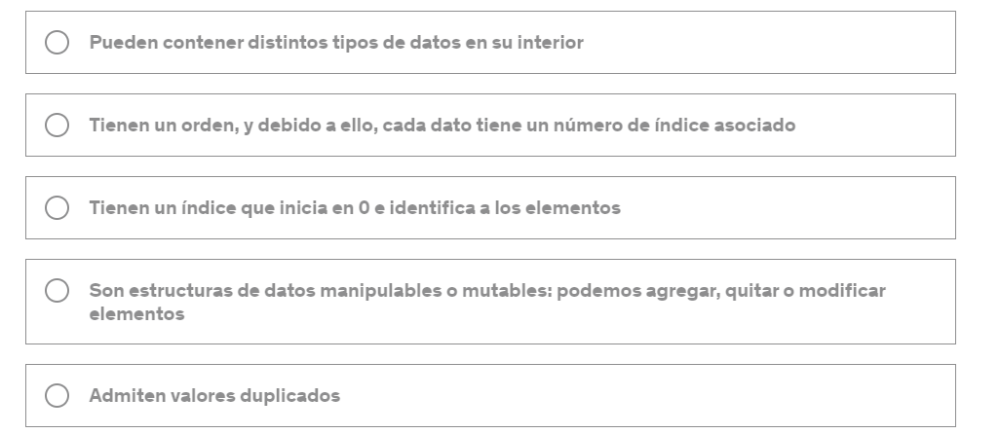 Pueden contener distintos tipos de datos en su interior
Tienen un orden, y debido a ello, cada dato tiene un número de índice asociado
Tienen un índice que inicia en 0 e identifica a los elementos
Son estructuras de datos manipulables o mutables: podemos agregar, quitar o modificar
elementos
Admiten valores duplicados